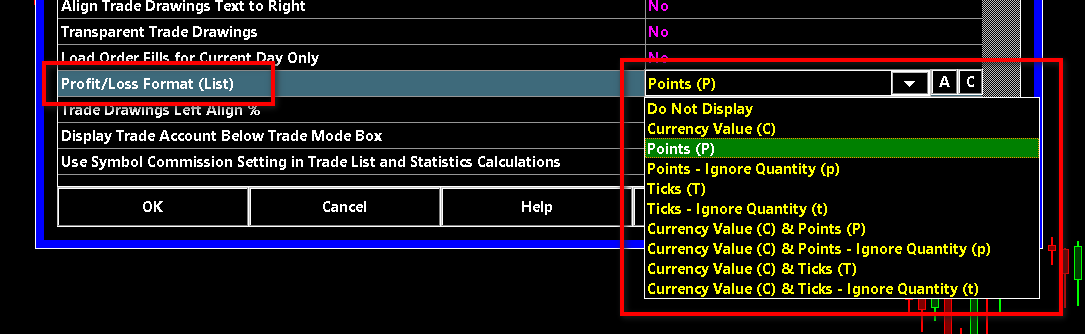 Align Trade Drawings Text to Right No
Transparent Trade Drawings No
Load Order Fills for Current Day Only No
Profit/Loss Format (List) Points (P) A C
Trade Drawings Left Align %
Display Trade Account Below Trade Mode Box
Use Symbol Commission Setting in Trade List and Statistics Calculations
Do Not Display
Currency Value (C)
Points (P)
Points - Ignore Quantity (p)
Ticks (T)
Ticks - Ignore Quantity (t)
Currency Value (C) & Points (P)
Currency Value (C) & Points - Ignore Quantity (p)
Currency Value (C) & Ticks (T)
Currency Value (C) & Ticks - Ignore Quantity (t)
OK Cancel Help